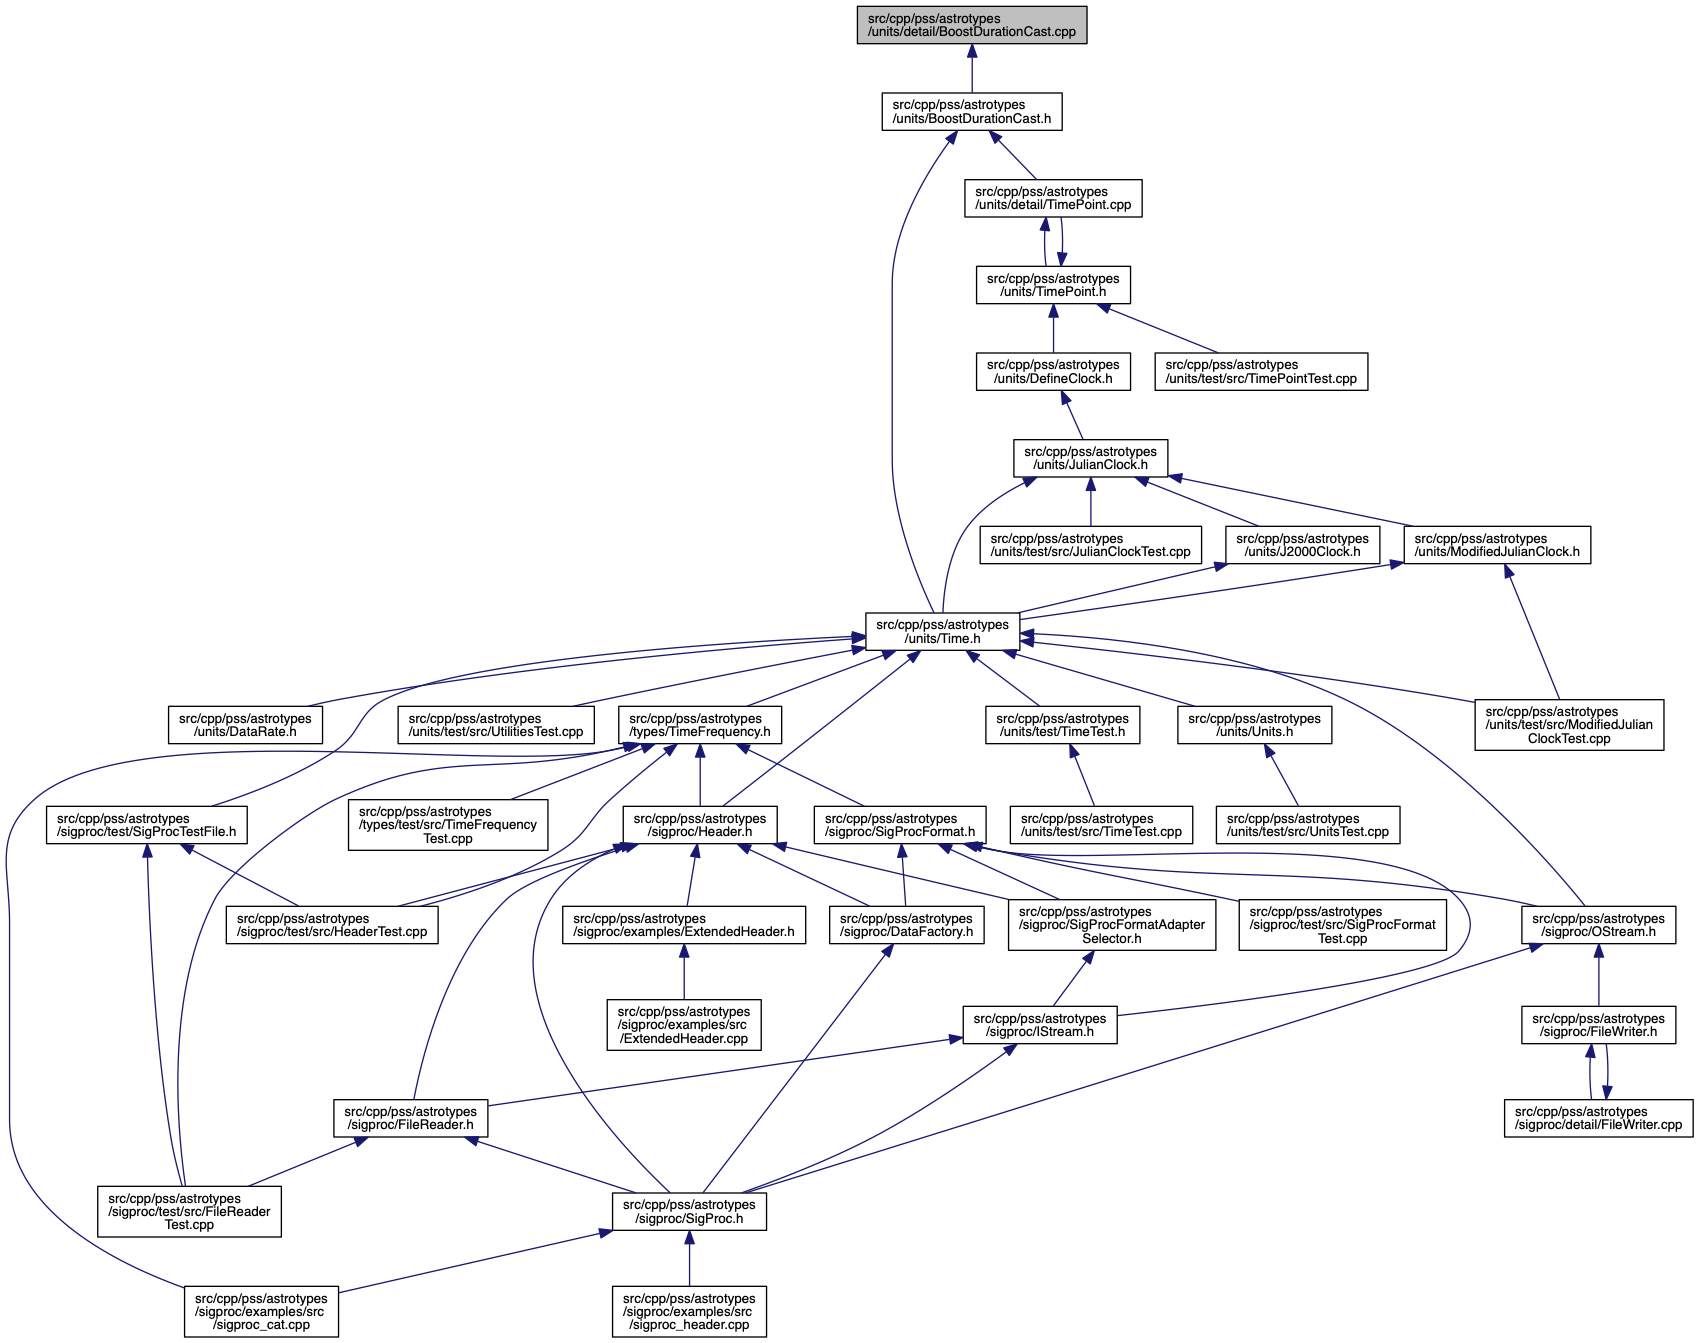 src/cpp/pss/astrotypes
/units/detail/BoostDurationCast.cpp
src/cpp/pss/astrotypes
/units/BoostDurationCast.h
src/cpp/pss/astrotypes
/units/detail/TimePoint.cpp
src/cpp/pss/astrotypes
/units/TimePoint.h
src/cpp/pss/astrotypes
/units/DefineClock.h
src/cpp/pss/astrotypes
/units/test/src/TimePointTest.cpp
src/cpp/pss/astrotypes
/units/JulianClock.h
src/cpp/pss/astrotypes
/units/test/src/JulianClockTest.cpp
src/cpp/pss/astrotypes
/units/J2000Clock.h
src/cpp/pss/astrotypes
/units/ModifiedJulianClock.h
src/cpp/pss/astrotypes
/units/Time.h
src/cpp/pss/astrotypes
/units/DataRate.h
src/cpp/pss/astrotypes
/units/test/src/UtilitiesTest.cpp
src/cpp/pss/astrotypes
/types/TimeFrequency.h
src/cpp/pss/astrotypes
/units/test/TimeTest.h
src/cpp/pss/astrotypes
/units/Units.h
src/cpp/pss/astrotypes
/units/test/src/ModifiedJulian
ClockTest.cpp
src/cpp/pss/astrotypes
/sigproc/test/SigProcTestFile.h
src/cpp/pss/astrotypes
/types/test/src/TimeFrequency
Test.cpp
src/cpp/pss/astrotypes
/sigproc/Header.h
src/cpp/pss/astrotypes
/sigproc/SigProcFormat.h
src/cpp/pss/astrotypes
/units/test/src/TimeTest.cpp
src/cpp/pss/astrotypes
/units/test/src/UnitsTest.cpp
src/cpp/pss/astrotypes
/sigproc/test/src/HeaderTest.cpp
src/cpp/pss/astrotypes
/sigproc/examples/ExtendedHeader.h
src/cpp/pss/astrotypes
/sigproc/DataFactory.h
src/cpp/pss/astrotypes
/sigproc/SigProcFormatAdapter
Selector.h
src/cpp/pss/astrotypes
/sigproc/test/src/SigProcFormat
Test.cpp
src/cpp/pss/astrotypes
/sigproc/OStream.h
src/cpp/pss/astrotypes
/sigproc/examples/src
/ExtendedHeader.cpp
src/cpp/pss/astrotypes
/sigproc/IStream.h
src/cpp/pss/astrotypes
/sigproc/FileWriter.h
src/cpp/pss/astrotypes
/sigproc/FileReader.h
src/cpp/pss/astrotypes
/sigproc/detail/FileWriter.cpp
src/cpp/pss/astrotypes
/sigproc/test/src/FileReader
Test.cpp
src/cpp/pss/astrotypes
/sigproc/SigProc.h
src/cpp/pss/astrotypes
/sigproc/examples/src
/sigproc_cat.cpp
src/cpp/pss/astrotypes
/sigproc/examples/src
/sigproc_header.cpp